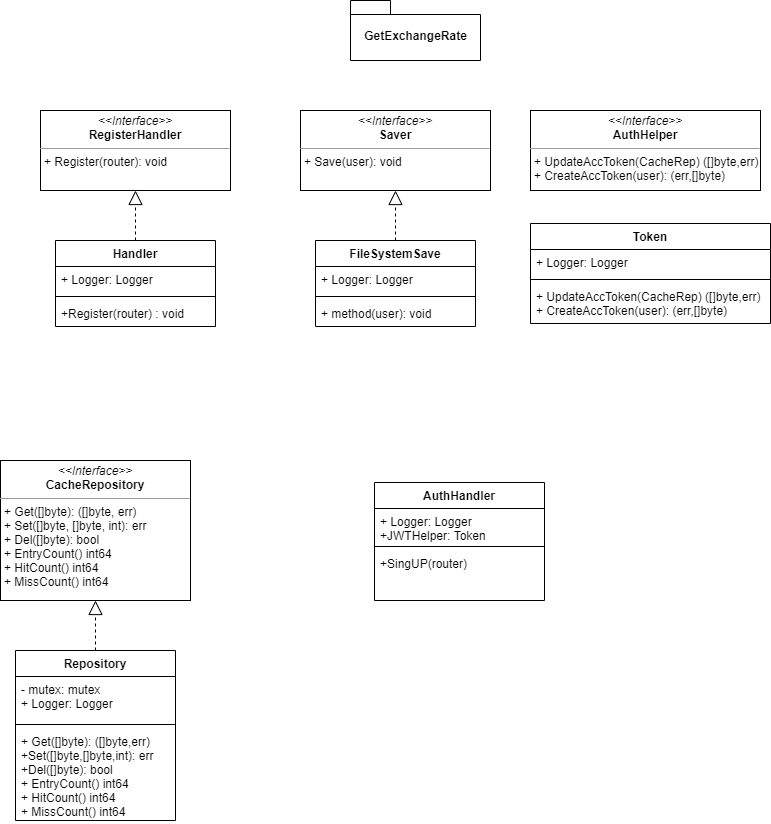 GetExchangeRate
<<Interface>>
RegisterHandler
+ Register(router): void
<<Interface>>
Saver
+ Save(user): void
<<Interface>>
AuthHelper
+ UpdateAccToken(CacheRep) ([]byte,err)
+ CreateAccToken(user): (err,[]byte)
Handler
+ Logger: Logger
+Register(router) : void
FileSystemSave
+ Logger: Logger
+ method(user): void
Token
+ Logger: Logger
+ UpdateAccToken(CacheRep) ([]byte,err)
+ CreateAccToken(user): (err,[]byte)
<<Interface>>
CacheRepository
+ Get([]byte): ([]byte, err)
+ Set([]byte, []byte, int): err
+ Del([]byte): bool
+ EntryCount() int64
+ HitCount() int64
+ MissCount() int64
AuthHandler
+ Logger: Logger
+JWTHelper: Token
+SingUP(router)
Repository
- mutex: mutex
+ Logger: Logger
+ Get([]byte): ([]byte,err)
+Set([]byte,[]byte,int): err
+Del([]byte): bool
+ EntryCount() int64
+ HitCount() int64
+ MissCount() int64